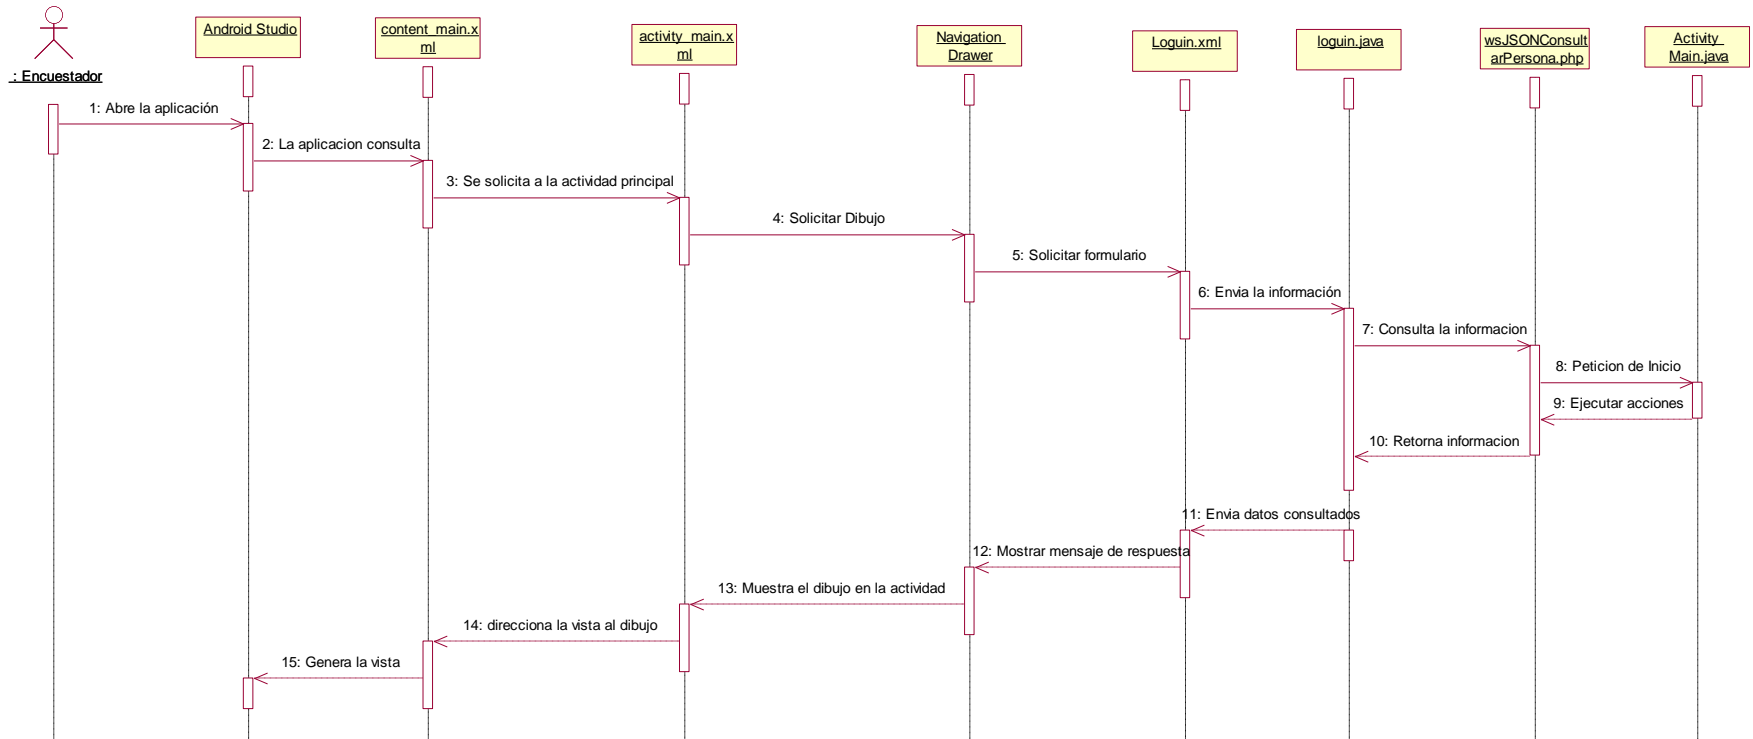 : Encuestador
Android Studio
content_main.x
ml
activity_main.x
ml
Navigation
Drawer
Loguin.xml
loguin.java
wsJSONConsult
arPersona.php
Activity
Main.java
1: Abre la aplicación
2: La aplicacion consulta
3: Se solicita a la actividad principal
4: Solicitar Dibujo
5: Solicitar formulario
6: Envia la información
7: Consulta la informacion
8: Peticion de Inicio
9: Ejecutar acciones
10: Retorna informacion
11: Envia datos consultados
12: Mostrar mensaje de respuesta
13: Muestra el dibujo en la actividad
14: direcciona la vista al dibujo
15: Genera la vista